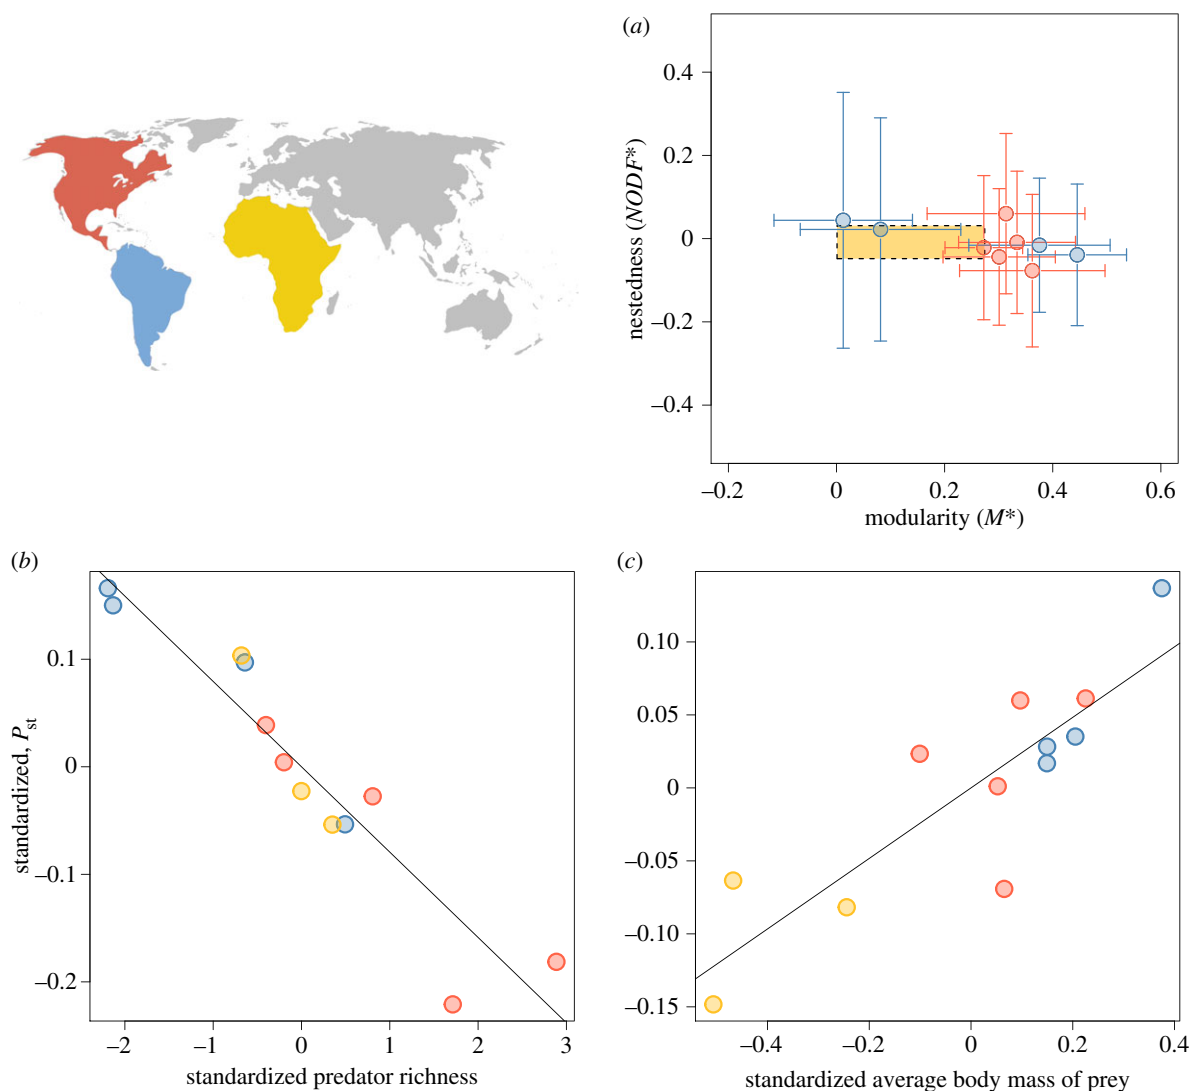 (a)
nestedness (NODF*)
0.4
0.2
0
–0.2
–0.4
–0.2 0 0.2 0.4 0.6
modularity (M*)
(b)
standardized, Pst
0.1
0
–0.1
–0.2
–2 –1 0 1 2 3
standardized predator richness
(c)
0.10
0.05
0
–0.05
–0.10
–0.15
–0.4 –0.2 0 0.2 0.4
standardized average body mass of prey